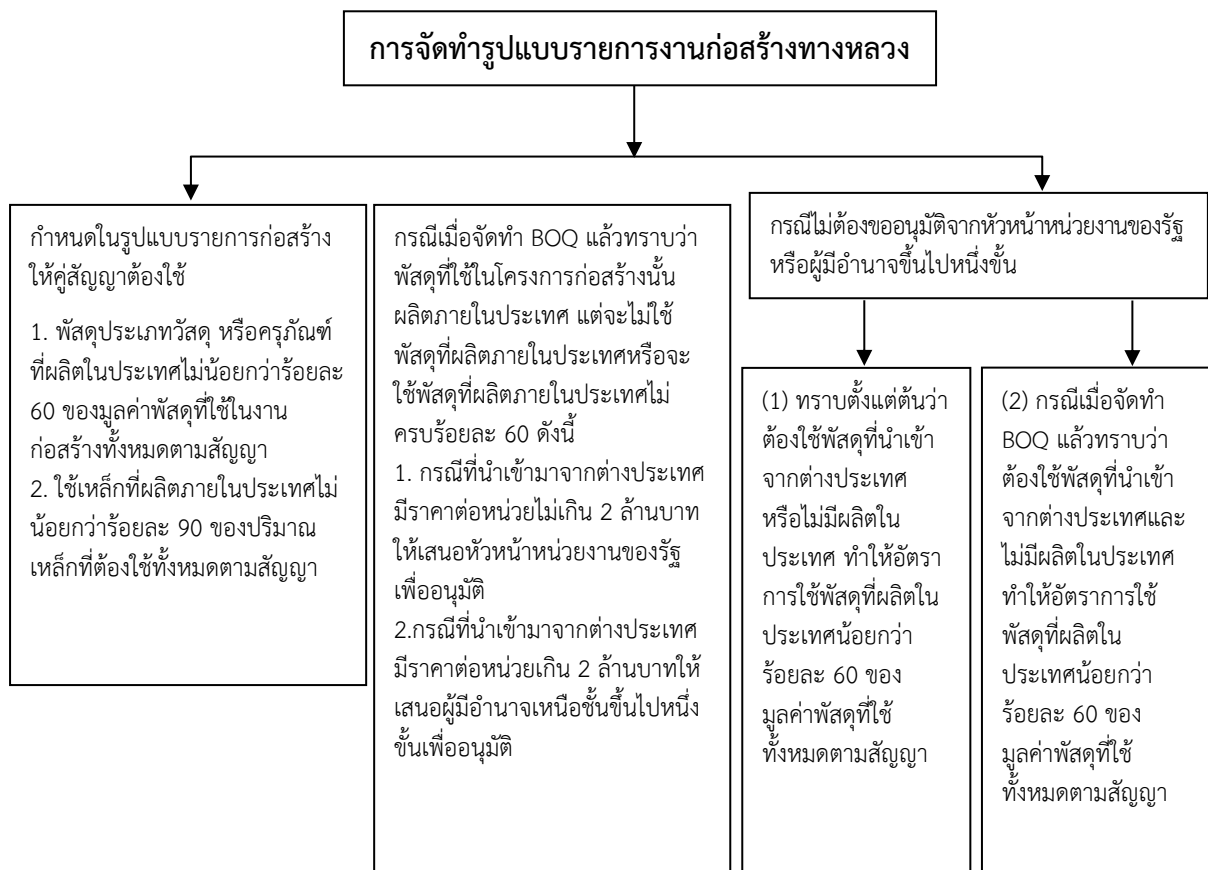 การจัดทำรูปแบบรายการงานก่อสร้างทางหลวง
กำหนดในรูปแบบรายการก่อสร้าง
ให้คู่สัญญาต้องใช้
1. พัสดุประเภทวัสดุ หรือครุภัณฑ์
ที่ผลิตในประเทศไม่น้อยกว่าร้อยละ
60 ของมูลค่าพัสดุที่ใช้ในงาน
ก่อสร้างทั้งหมดตามสัญญา
2. ใช้เหล็กที่ผลิตภายในประเทศไม่
น้อยกว่าร้อยละ 90 ของปริมาณ
เหล็กที่ต้องใช้ทั้งหมดตามสัญญา
กรณีเมื่อจัดทำ BOQ แล้วทราบว่า
พัสดุที่ใช้ในโครงการก่อสร้างนั้น
ผลิตภายในประเทศ แต่จะไม่ใช้
พัสดุที่ผลิตภายในประเทศหรือจะ
ใช้พัสดุที่ผลิตภายในประเทศไม่
ครบร้อยละ 60 ดังนี้
1. กรณีที่นำเข้ามาจากต่างประเทศ
มีราคาต่อหน่วยไม่เกิน 2 ล้านบาท
ให้เสนอหัวหน้าหน่วยงานของรัฐ
เพื่ออนุมัติ
2.กรณีที่นำเข้ามาจากต่างประเทศ
มีราคาต่อหน่วยเกิน 2 ล้านบาทให้
เสนอผู้มีอำนาจเหนือชั้นขึ้นไปหนึ่ง
ขั้นเพื่ออนุมัติ
กรณีไม่ต้องขออนุมัติจากหัวหน้าหน่วยงานของรัฐ
หรือผู้มีอำนาจขึ้นไปหนึ่งขั้น
(1) ทราบตั้งแต่ต้นว่า
ต้องใช้พัสดุที่นำเข้า
จากต่างประเทศ
หรือไม่มีผลิตใน
ประเทศ ทำให้อัตรา
การใช้พัสดุที่ผลิตใน
ประเทศน้อยกว่า
ร้อยละ 60 ของ
มูลค่าพัสดุที่ใช้
ทั้งหมดตามสัญญา
(2) กรณีเมื่อจัดทำ
BOQ แล้วทราบว่า
ต้องใช้พัสดุที่นำเข้า
จากต่างประเทศและ
ไม่มีผลิตในประเทศ
ทำให้อัตราการใช้
พัสดุที่ผลิตใน
ประเทศน้อยกว่า
ร้อยละ 60 ของ
มูลค่าพัสดุที่ใช้
ทั้งหมดตามสัญญา